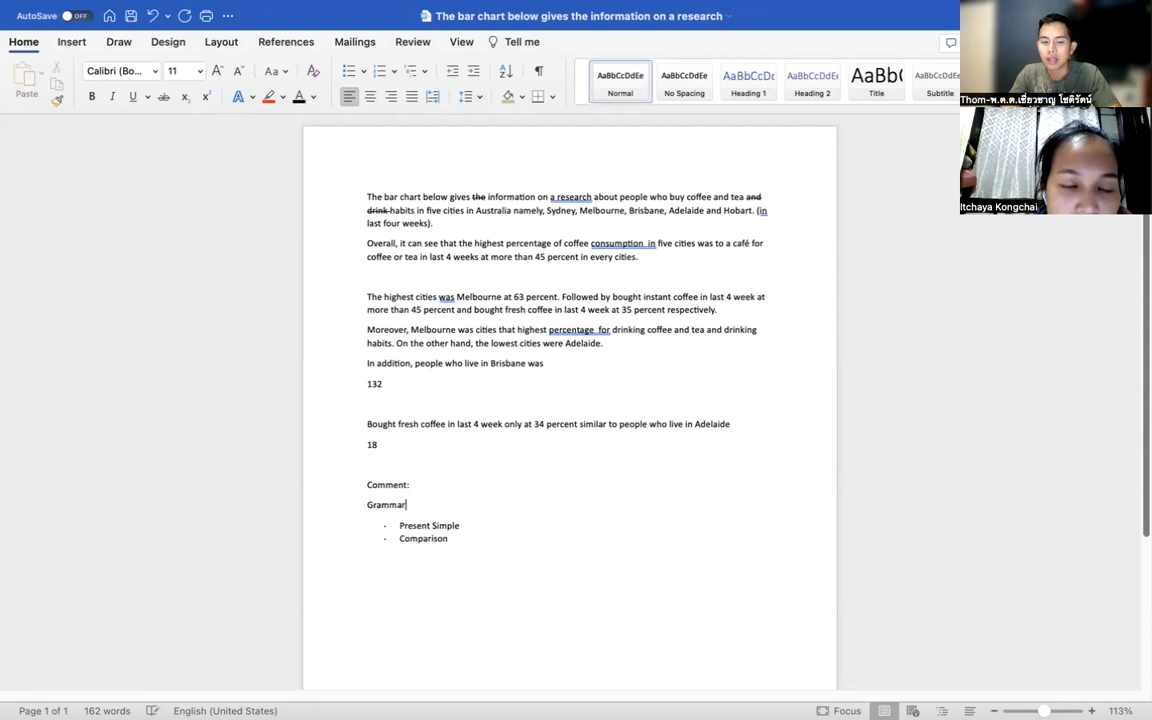 AutoSave OFF
The bar chart below gives the information on a research
Home Insert Draw Design Layout References Mailings Review View Tell me
Paste
Calibri (Bo... 11
AaBbCcDdEe Normal
AaBbCcDdEe No Spacing
AaBbCcDc Heading 1
AaBbCcDdEe Heading 2
AaBb( Title
AaBbCcDdEe Subtitle
Thom-พ.ต.ต.เชี่ยวชาญ โชติรัตน์
Itchaya Kongchai
The bar chart below gives the information on a research about people who buy coffee and tea and
drink habits in five cities in Australia namely, Sydney, Melbourne, Brisbane, Adelaide and Hobart. (in
last four weeks).
Overall, it can see that the highest percentage of coffee consumption in five cities was to a café for
coffee or tea in last 4 weeks at more than 45 percent in every cities.
The highest cities was Melbourne at 63 percent. Followed by bought instant coffee in last 4 week at
more than 45 percent and bought fresh coffee in last 4 week at 35 percent respectively.
Moreover, Melbourne was cities that highest percentage for drinking coffee and tea and drinking
habits. On the other hand, the lowest cities were Adelaide.
In addition, people who live in Brisbane was
132
Bought fresh coffee in last 4 week only at 34 percent similar to people who live in Adelaide
18
Comment:
Grammar
- Present Simple
- Comparison
Page 1 of 1 162 words English (United States) Focus 113%